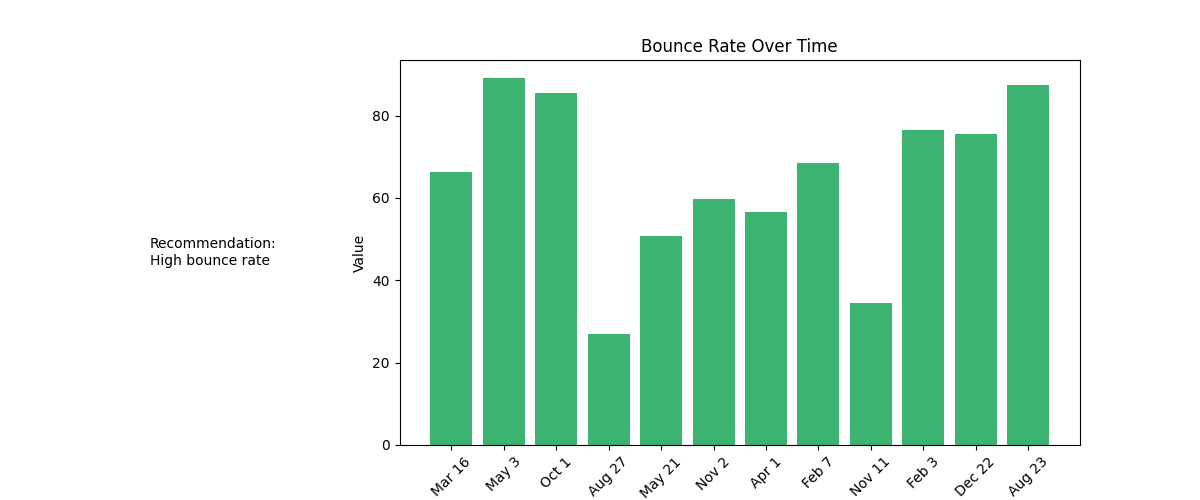 Bounce Rate Over Time
Recommendation:
High bounce rate
Value
80
60
40
20
0
Mar 16
May 3
Oct 1
Aug 27
May 21
Nov 2
Apr 1
Feb 7
Nov 11
Feb 3
Dec 22
Aug 23